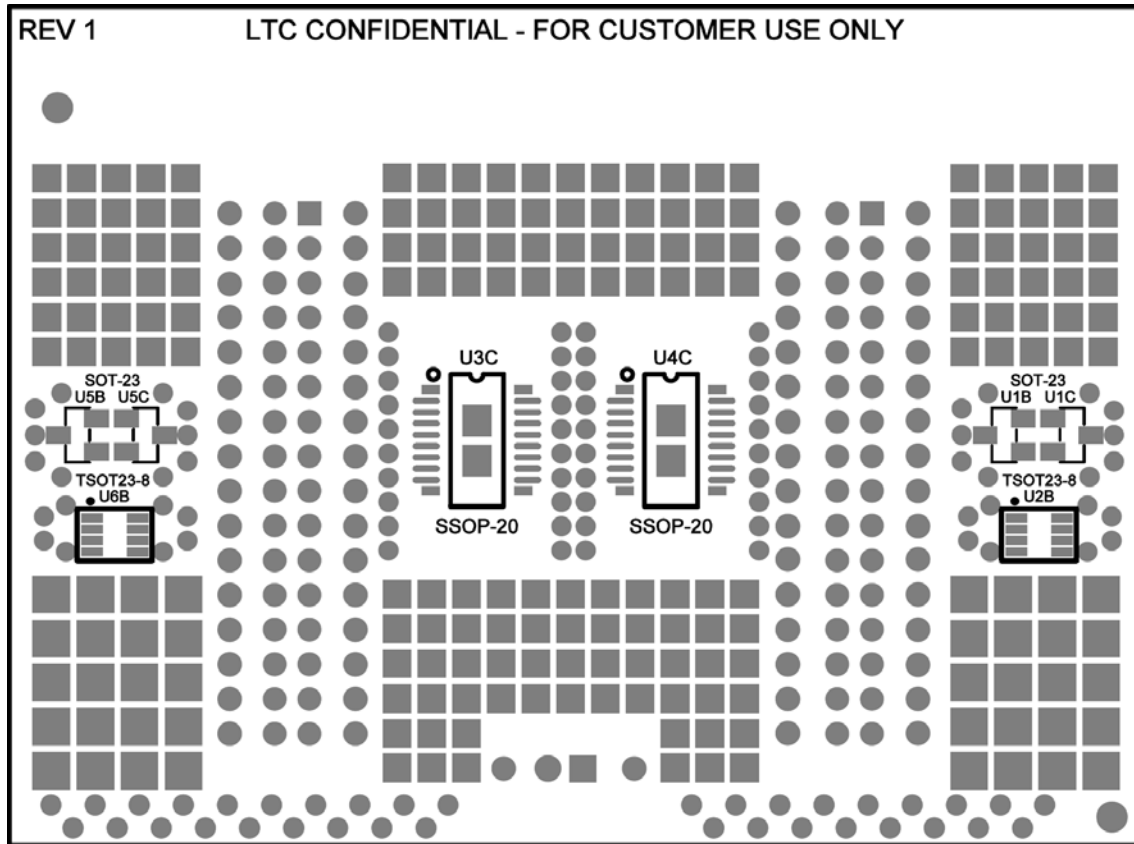 REV 1 LTC CONFIDENTIAL - FOR CUSTOMER USE ONLY
U3C U4C
SOT-23 SOT-23
U5B U5C U1B U1C
TSOT23-8 TSOT23-8
U6B U2B
SSOP-20 SSOP-20